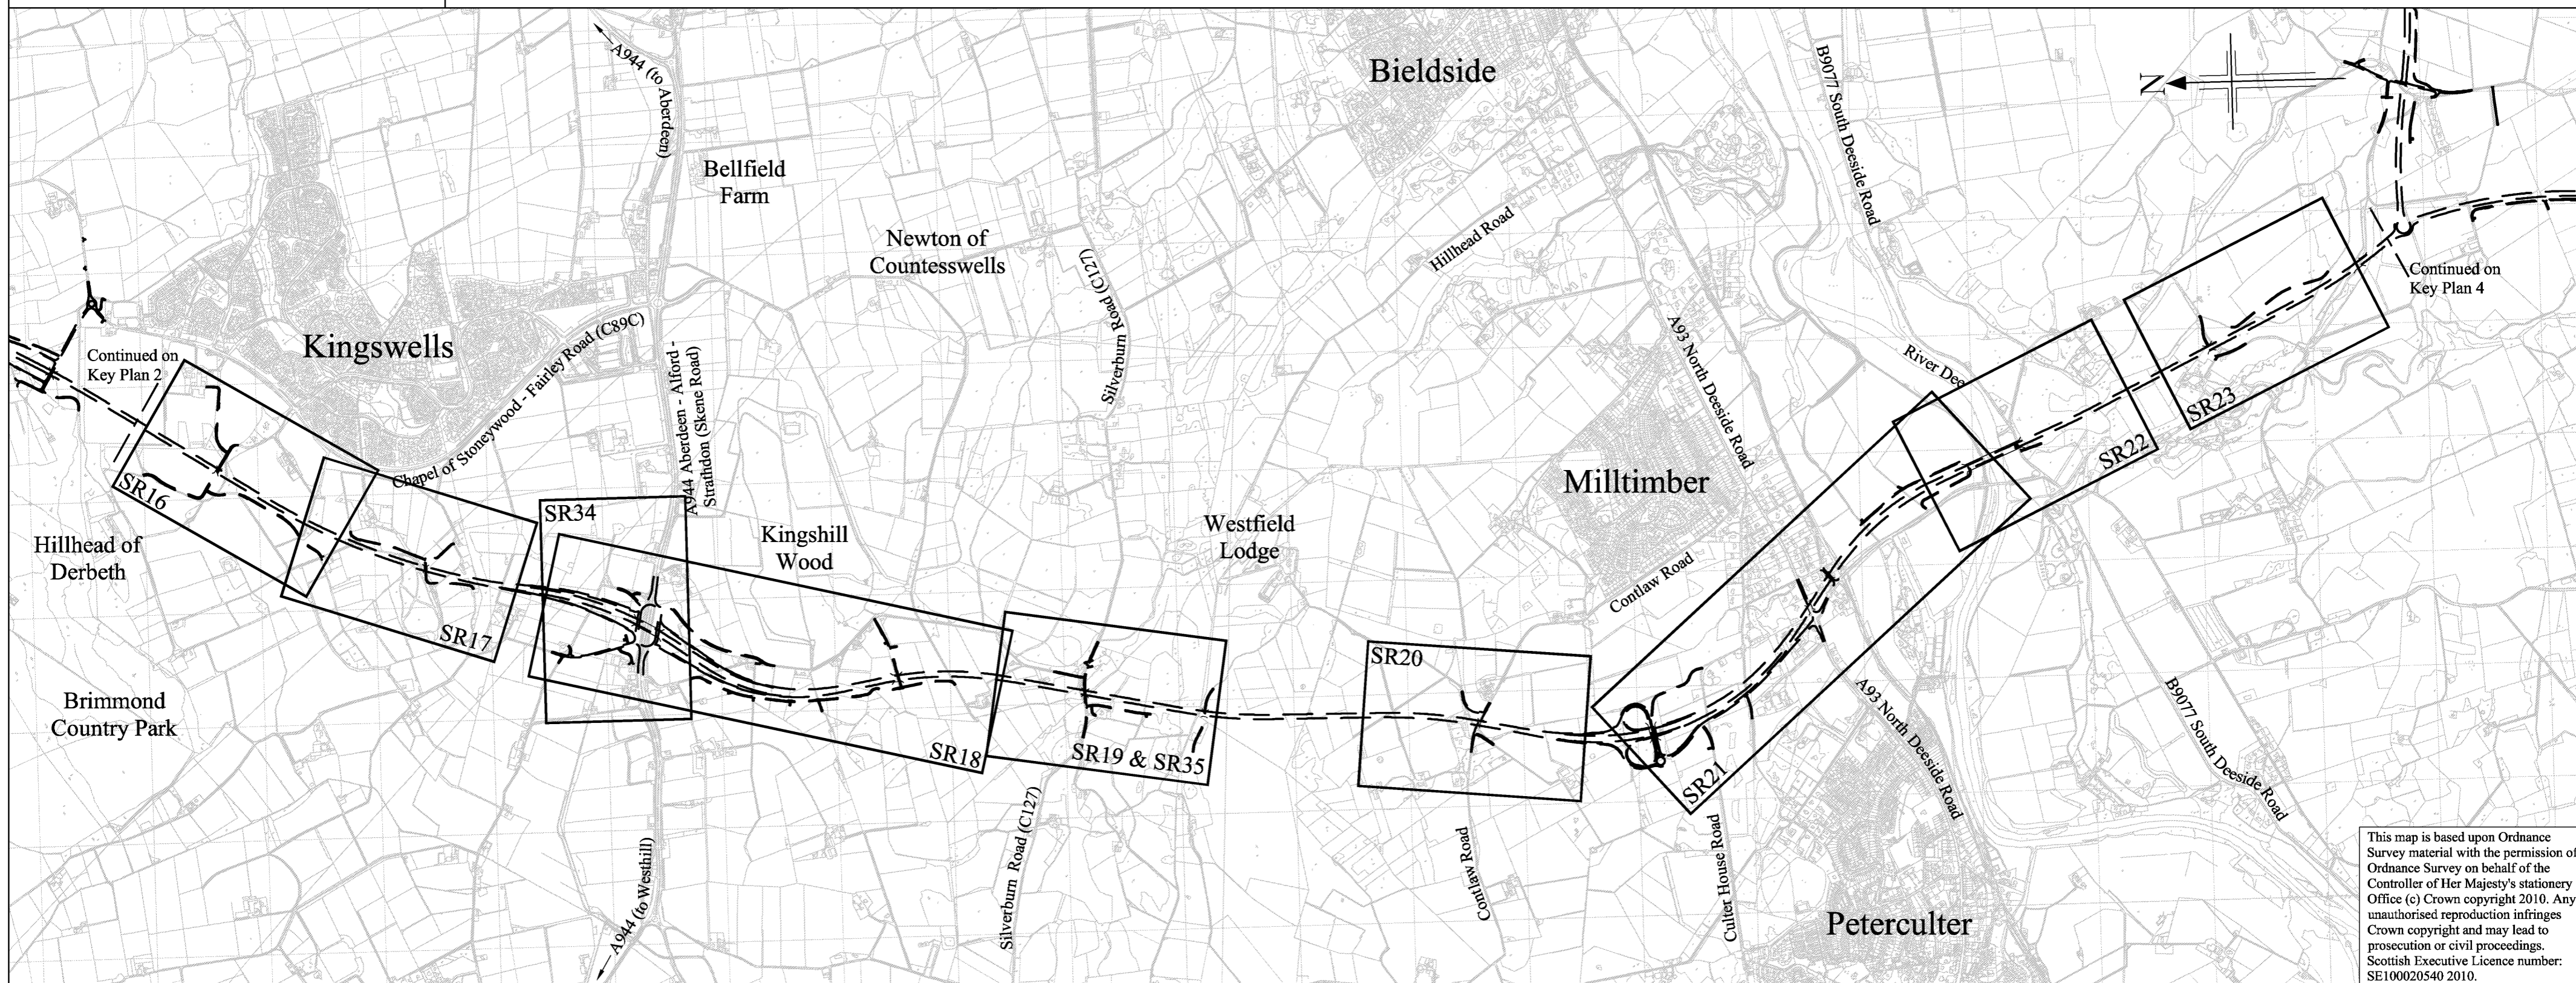 A944 (to Aberdeen)
Bieldside
B9077 South Deeside Road
N
Bellfield
Farm
Newton of
Countesswells
Silverburn Road (C127)
Hillhead Road
Continued on
Key Plan 4
Kingswells
Continued on
Key Plan 2
Chapel of Stoneywood - Fairley Road (C89C)
A944 Aberdeen - Alford -
Strathdon (Skene Road)
A93 North Deeside Road
River Dee
SR23
SR22
SR16
Milltimber
Hillhead of
Derbeth
SR34
Kingshill
Wood
Westfield
Lodge
Contlaw Road
SR17
SR20
Brimmond
Country Park
SR18
SR19 & SR35
SR21
A93 North Deeside Road
B9077 South Deeside Road
A944 (to Westhill)
Silverburn Road (C127)
Contlaw Road
Culter House Road
Peterculter
This map is based upon Ordnance
Survey material with the permission of
Ordnance Survey on behalf of the
Controller of Her Majesty's stationery
Office (c) Crown copyright 2010. Any
unauthorised reproduction infringes
Crown copyright and may lead to
prosecution or civil proceedings.
Scottish Executive Licence number:
SE100020540 2010.